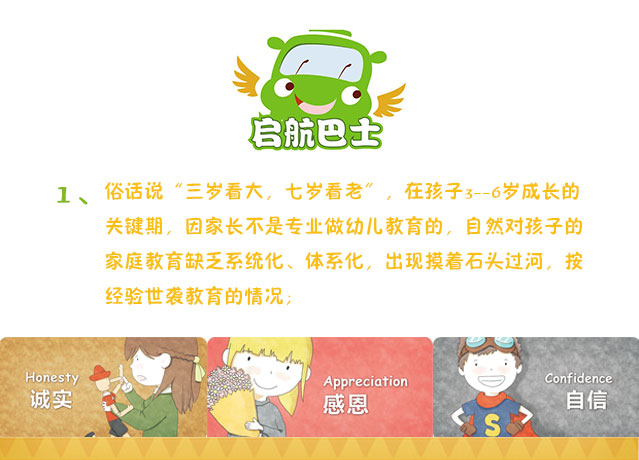 启航巴士
1、俗话说“三岁看大，七岁看老”，在孩子3--6岁成长的
关键期，因家长不是专业做幼儿教育的，自然对孩子的
家庭教育缺乏系统化、体系化，出现摸着石头过河，按
经验世袭教育的情况；
Honesty
诚实
Appreciation
感恩
Confidence
自信
S